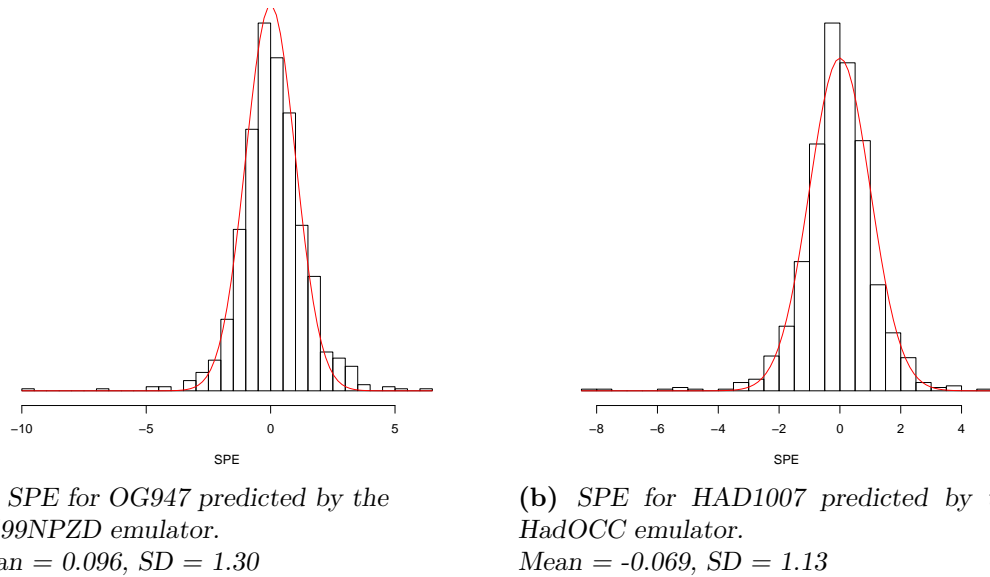 −10 −5 0 5
SPE
−8 −6 −4 −2 0 2 4
SPE
SPE for OG947 predicted by the
99NPZD emulator.
an = 0.096, SD = 1.30
(b) SPE for HAD1007 predicted by
HadOCC emulator.
Mean = -0.069, SD = 1.13